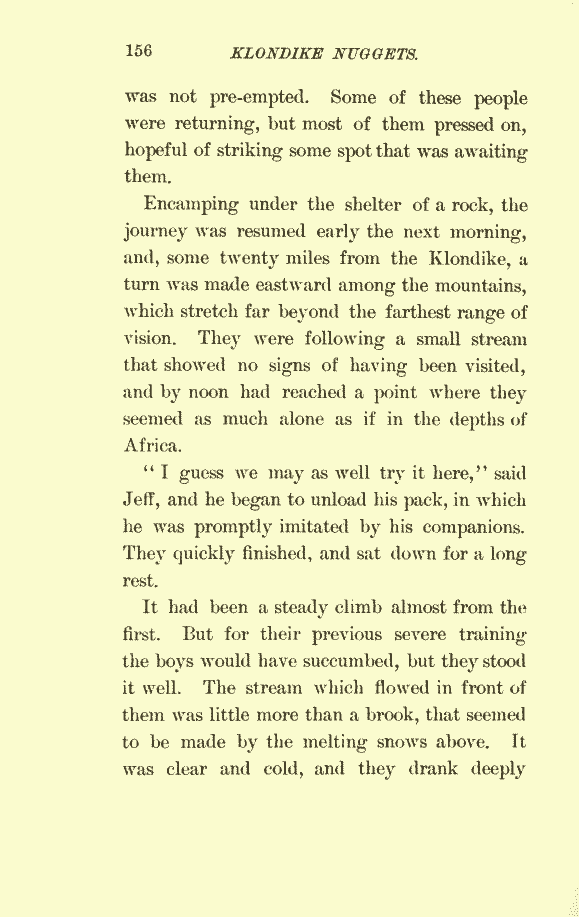 156 KLONDIKE NUGGETS.
was not pre-empted. Some of these people
were returning, but most of them pressed on,
hopeful of striking some spot that was awaiting
them.
Encamping under the shelter of a rock, the
journey was resumed early the next morning,
and, some twenty miles from the Klondike, a
turn was made eastward among the mountains,
which stretch far beyond the farthest range of
vision. They were following a small stream
that showed no signs of having been visited,
and by noon had reached a point where they
seemed as much alone as if in the depths of
Africa.
“ I guess we may as well try it here,” said
Jeff, and he began to unload his pack, in which
he was promptly imitated by his companions.
They quickly finished, and sat down for a long
rest.
It had been a steady climb almost from the
first. But for their previous severe training
the boys would have succumbed, but they stood
it well. The stream which flowed in front of
them was little more than a brook, that seemed
to be made by the melting snows above. It
was clear and cold, and they drank deeply